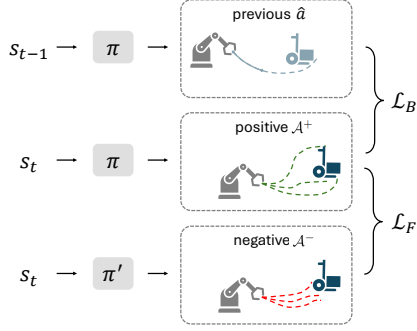 previous â
s_{t−1} → π
ℒ_B
positive 𝒜⁺
s_t → π
ℒ_F
negative 𝒜⁻
s_t → π′